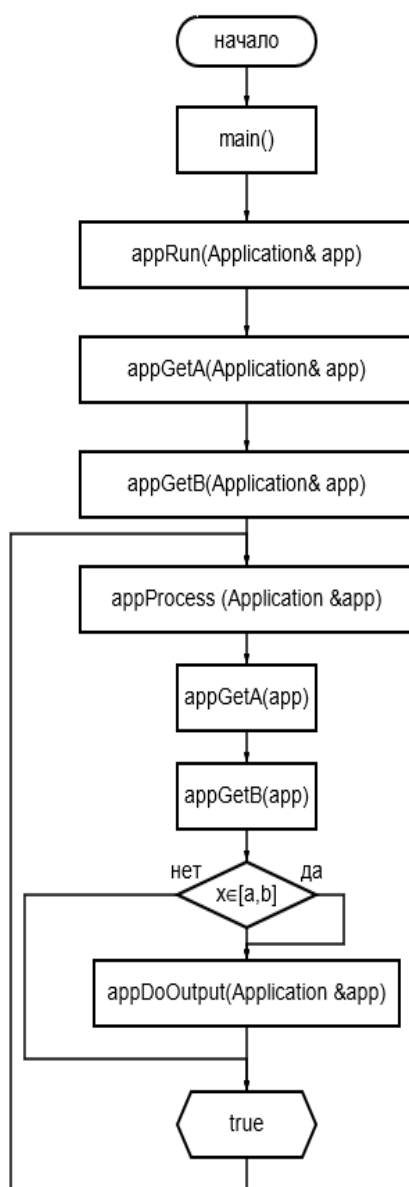 начало
main()
appRun(Application& app)
appGetA(Application& app)
appGetB(Application& app)
appProcess (Application &app)
appGetA(app)
appGetB(app)
нет да
x∈[a,b]
appDoOutput(Application &app)
true